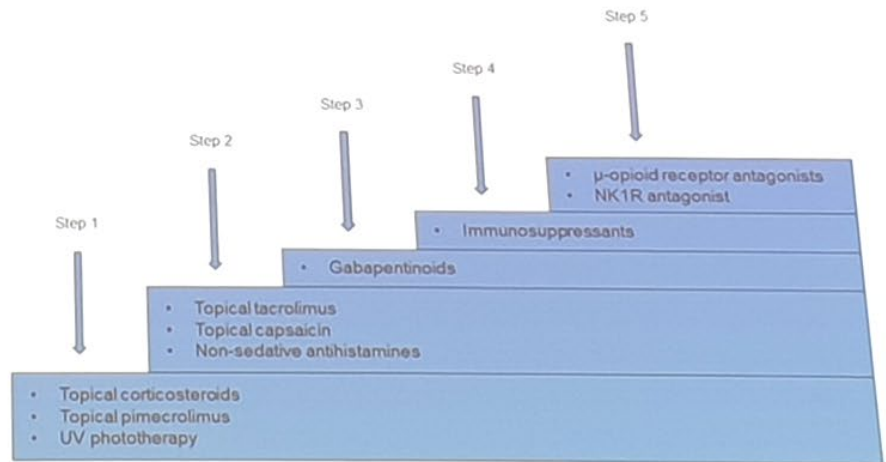 Step 5
Step 4
Step 3
Step 2
Step 1
• µ-opioid receptor antagonists
• NK1R antagonist
• Immunosuppressants
• Gabapentinoids
• Topical tacrolimus
• Topical capsaicin
• Non-sedative antihistamines
• Topical corticosteroids
• Topical pimecrolimus
• UV phototherapy